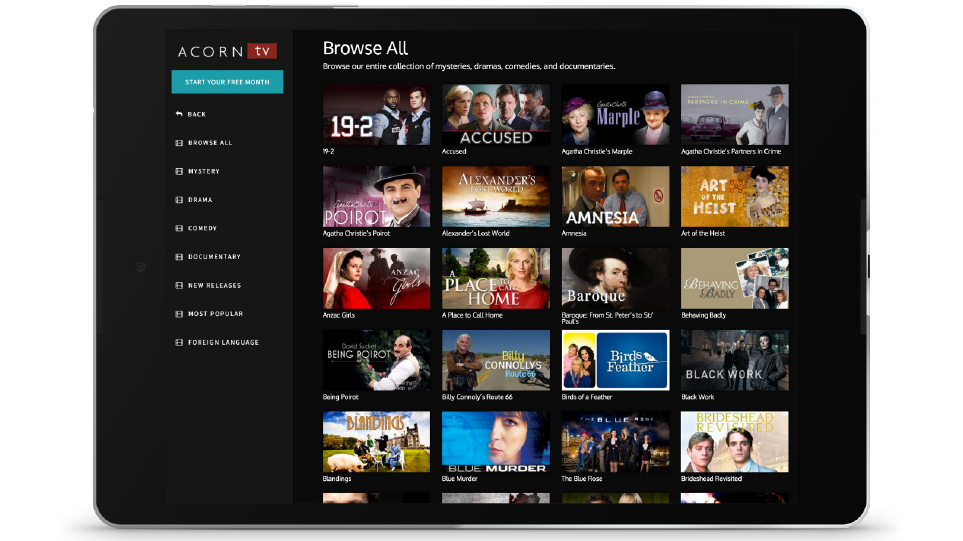 ACORN tv
START YOUR FREE MONTH
BACK
BROWSE ALL
MYSTERY
DRAMA
COMEDY
DOCUMENTARY
NEW RELEASES
MOST POPULAR
FOREIGN LANGUAGE
Browse All
Browse our entire collection of mysteries, dramas, comedies, and documentaries.
19-2
ACCUSED
Agatha Christie's
Marple
PARTNERS IN CRIME
19-2
Accused
Agatha Christie's Marple
Agatha Christie's Partners in Crime
Agatha Christie's
POIROT
ALEXANDER'S
LOST WORLD
AMNESIA
ART
OF THE
HEIST
Agatha Christie's Poirot
Alexander's Lost World
Amnesia
Art of the Heist
ANZAC
Girls
A
PLACE TO
CALL
HOME
Baroque
BEHAVING
BADLY
Anzac Girls
A Place to Call Home
Baroque: From St. Peter's to St/
Paul's
Behaving Badly
David Suchet
BEING POIROT
Billy
CONNOLLY'S
Route 66
Birds
of a
Feather
BLACK WORK
Being Poirot
Billy Connoly's Route 66
Birds of a Feather
Black Work
BLANDINGS
BLUE MURDER
THE BLUE ROSE
BRIDESHEAD
REVISITED
Blandings
Blue Murder
The Blue Rose
Brideshead Revisited